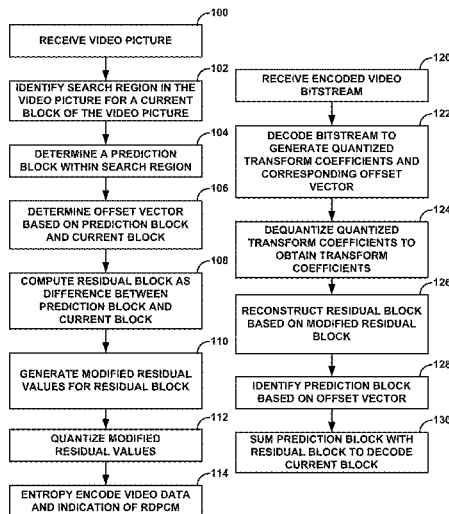 100
RECEIVE VIDEO PICTURE
102
IDENTIFY SEARCH REGION IN THE
VIDEO PICTURE FOR A CURRENT
BLOCK OF THE VIDEO PICTURE
104
DETERMINE A PREDICTION
BLOCK WITHIN SEARCH REGION
106
DETERMINE OFFSET VECTOR
BASED ON PREDICTION BLOCK
AND CURRENT BLOCK
108
COMPUTE RESIDUAL BLOCK AS
DIFFERENCE BETWEEN
PREDICTION BLOCK AND
CURRENT BLOCK
110
GENERATE MODIFIED RESIDUAL
VALUES FOR RESIDUAL BLOCK
112
QUANTIZE MODIFIED
RESIDUAL VALUES
114
ENTROPY ENCODE VIDEO DATA
AND INDICATION OF RDPCM
120
RECEIVE ENCODED VIDEO
BITSTREAM
122
DECODE BITSTREAM TO
GENERATE QUANTIZED
TRANSFORM COEFFICIENTS AND
CORRESPONDING OFFSET
VECTOR
124
DEQUANTIZE QUANTIZED
TRANSFORM COEFFICIENTS TO
OBTAIN TRANSFORM
COEFFICIENTS
126
RECONSTRUCT RESIDUAL BLOCK
BASED ON MODIFIED RESIDUAL
BLOCK
128
IDENTIFY PREDICTION BLOCK
BASED ON OFFSET VECTOR
130
SUM PREDICTION BLOCK WITH
RESIDUAL BLOCK TO DECODE
CURRENT BLOCK